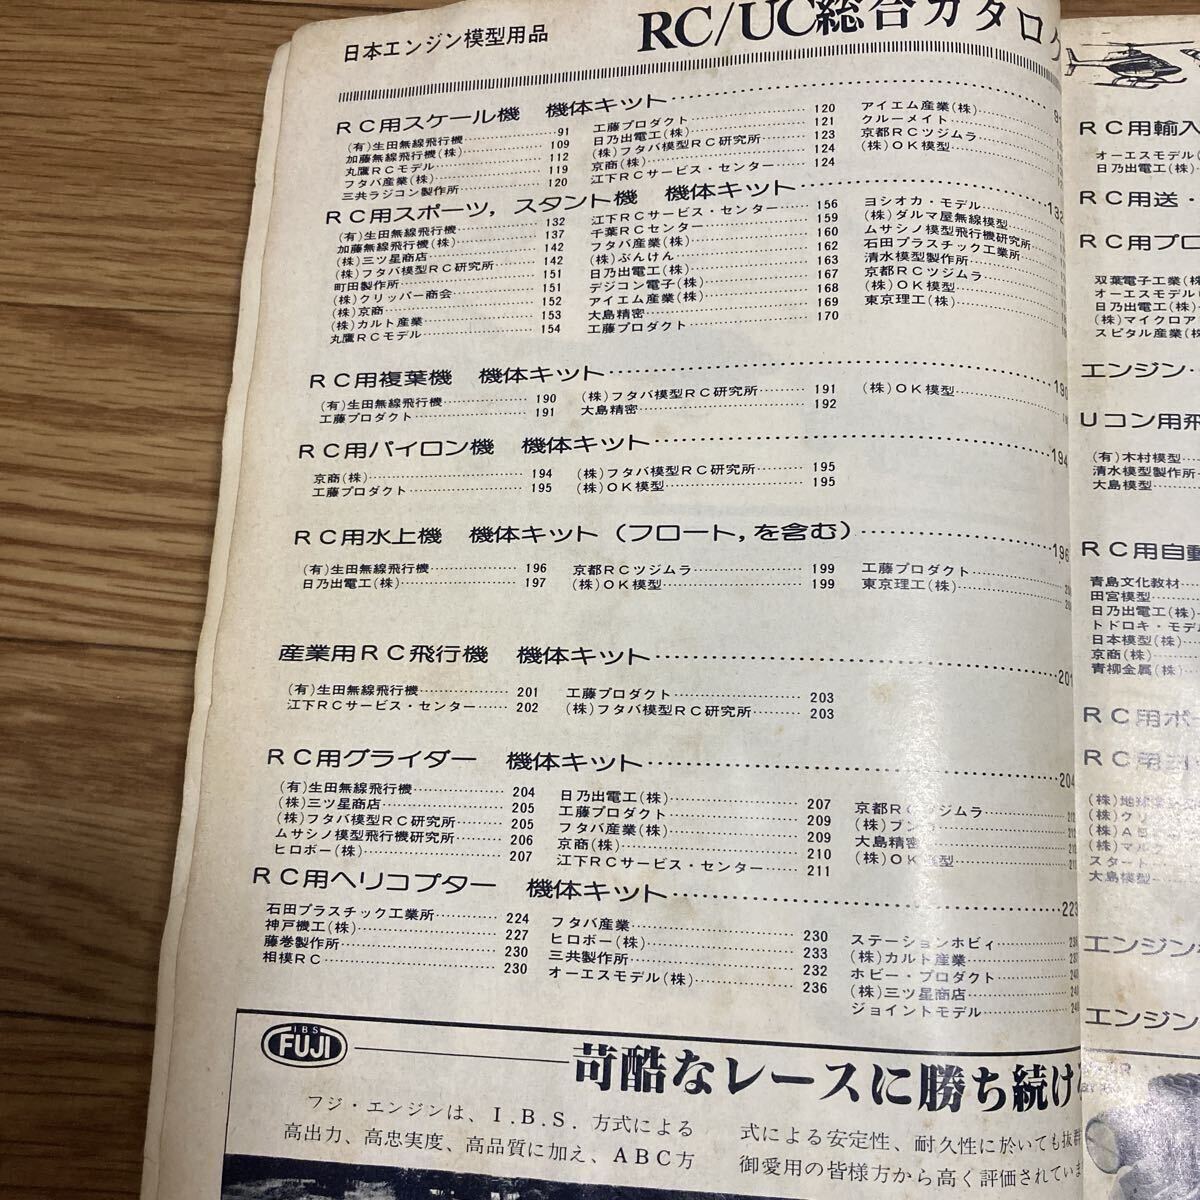 日本エンジン模型用品
RC/UC総合カタログ
RC用スケール機 機体キット
(有)生田無線飛行機 91
加藤無線飛行機(株) 109
丸鷹RCモデル 112
フタバ産業(株) 119
三共ラジコン製作所 120
工藤プロダクト 120
日乃出電工(株) 121
(株)フタバ模型RC研究所 123
京商(株) 124
江下RCサービス・センター 124
アイエム産業(株)
クルーメイト
京都RCツジムラ
(株)OK模型
RC用スポーツ,スタント機 機体キット
(有)生田無線飛行機 132
加藤無線飛行機(株) 137
(株)三ツ星商店 142
(株)フタバ模型RC研究所 142
町田製作所 151
(株)クリッパー商会 151
(株)京商 152
(株)カルト産業 153
丸鷹RCモデル 154
江下RCサービス・センター 156
千葉RCセンター 159
フタバ産業(株) 160
(株)ぶんけん 162
日乃出電工(株) 163
デジコン電子(株) 168
アイエム産業(株) 169
大島精密 170
工藤プロダクト
ヨシオカ・モデル
(株)ダルマ屋無線模型
ムサシノ模型飛行機研究所
石田プラスチック工業所
清水模型製作所
京都RCツジムラ
(株)OK模型
東京理工(株)
RC用複葉機 機体キット 190
(有)生田無線飛行機 190
工藤プロダクト 191
(株)フタバ模型RC研究所 191
大島精密 192
(株)OK模型
RC用パイロン機 機体キット 194
京商(株) 194
工藤プロダクト 195
(株)フタバ模型RC研究所 195
(株)OK模型 195
RC用水上機 機体キット(フロート,を含む) 196
(有)生田無線飛行機 196
日乃出電工(株) 197
京都RCツジムラ 199
(株)OK模型 199
工藤プロダクト
東京理工(株)
産業用RC飛行機 機体キット 201
(有)生田無線飛行機 201
江下RCサービス・センター 202
工藤プロダクト 203
(株)フタバ模型RC研究所 203
RC用グライダー 機体キット 204
(有)生田無線飛行機 204
(株)三ツ星商店 205
(株)フタバ模型RC研究所 205
ムサシノ模型飛行機研究所 206
ヒロボー(株) 207
日乃出電工(株) 207
工藤プロダクト 209
フタバ産業(株) 209
京商(株) 210
江下RCサービス・センター 211
京都RCツジムラ
(株)ブンカ
大島精密
(株)OK模型
RC用ヘリコプター 機体キット 223
石田プラスチック工業所 224
神戸機工(株) 227
藤巻製作所 230
相模RC 230
フタバ産業 230
ヒロボー(株) 233
三共製作所 232
オーエスモデル(株) 236
ステーションホビィ
(株)カルト産業
ホビー・プロダクト
(株)三ツ星商店
ジョイントモデル
IBS
FUJI
苛酷なレースに勝ち続け
フジ・エンジンは、I.B.S.方式による
高出力、高忠実度、高品質に加え、ABC方
式による安定性、耐久性に於いても抜群
御愛用の皆様方から高く評価されていま
RC用輸入
オーエスモデル(
日乃出電工(株)
RC用送・
RC用プロ
双葉電子工業(株
オーエスモデル(
日乃出電工(株)
(株)マイクロア
スピタル産業(株
エンジン・
Uコン用飛
(有)木村模型
清水模型製作所
大島模型
RC用自動
青島文化教材
田宮模型
日乃出電工(株)
トドロキ・モデ
日本模型(株)
京商(株)
青柳金属(株)
RC用ボ
RC用
(株)地球
(株)クリ
(株)
(株)マル
スタート
大島模型
エンジン
エンジン